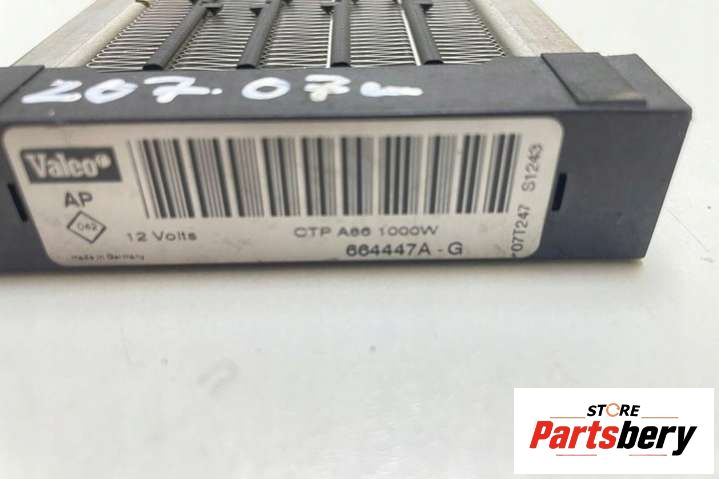 207.07
Valeo
AP
042
12 Volts
CTP A66 1000W
664447A - G
made in Germany
*07T247 S1243
STORE
Partsbery